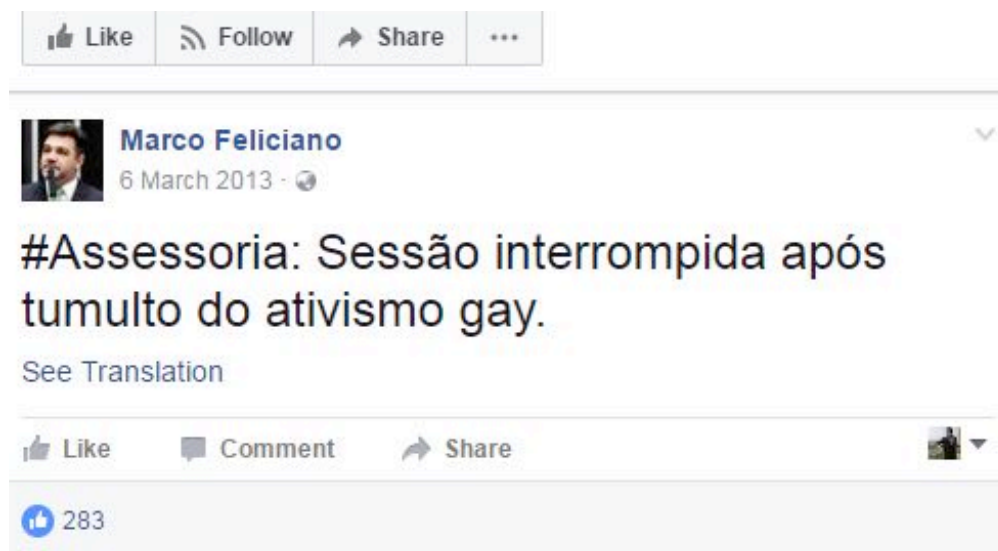 Like Follow Share ...
Marco Feliciano
6 March 2013 ·
#Assessoria: Sessão interrompida após
tumulto do ativismo gay.
See Translation
Like Comment Share
283